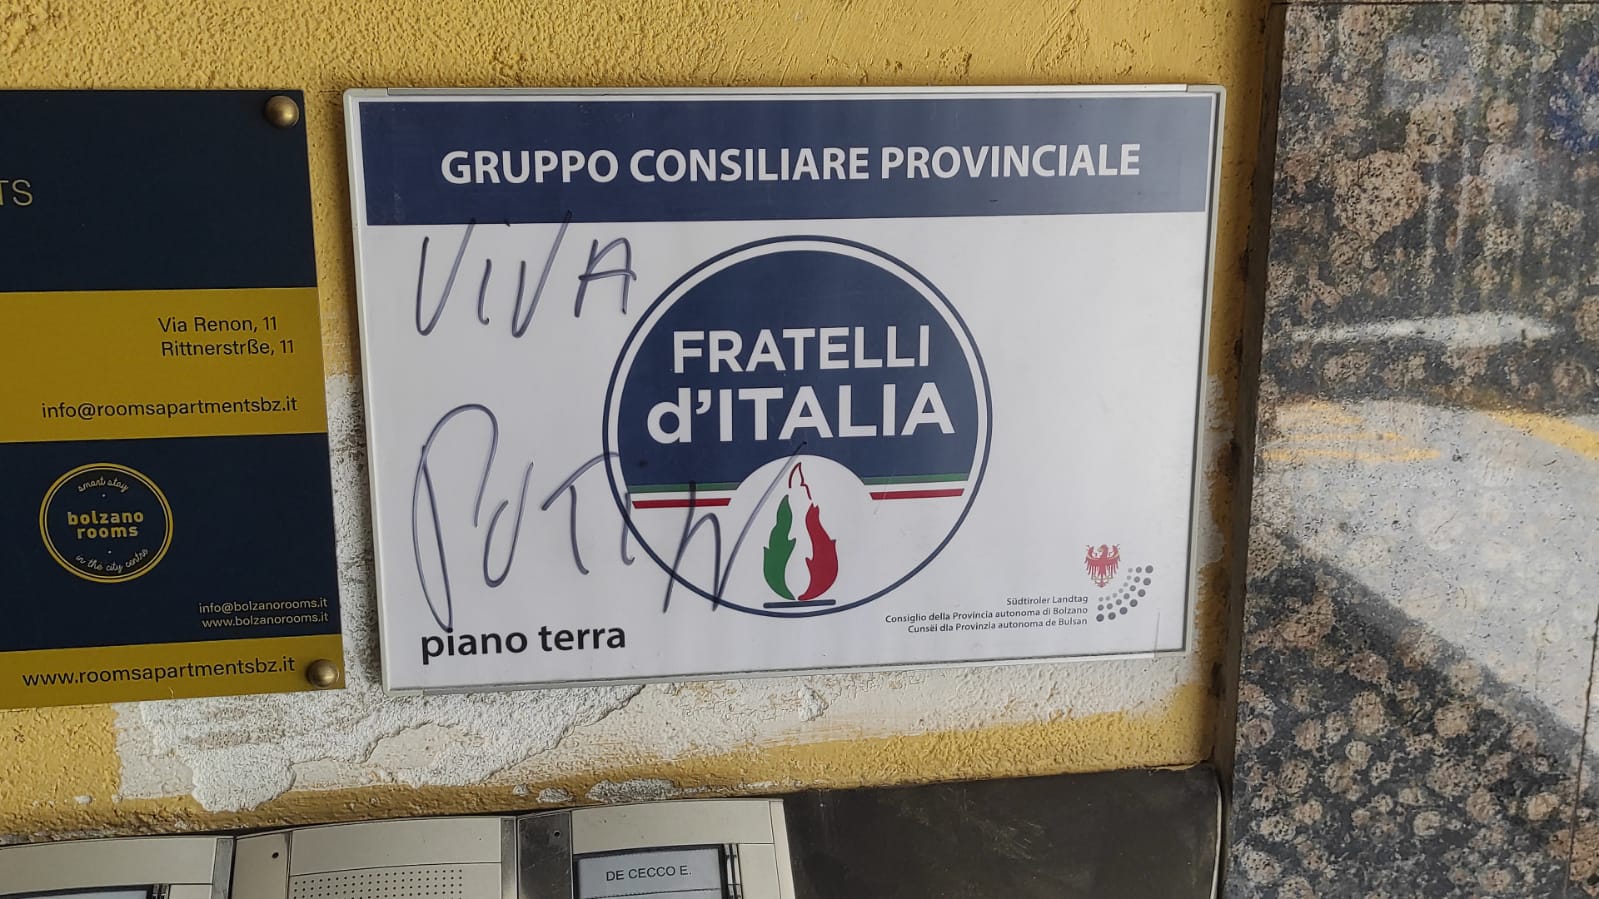 TS
Via Renon, 11
Rittnerstrße, 11
info@roomsapartmentsbz.it
smart stay
bolzano
rooms
in the city centre
info@bolzanorooms.it
www.bolzanorooms.it
www.roomsapartmentsbz.it
GRUPPO CONSILIARE PROVINCIALE
VIVA
PUTIN
FRATELLI
d'ITALIA
piano terra
Südtiroler Landtag
Consiglio della Provincia autonoma di Bolzano
Cunsëi dla Provinzia autonoma de Bulsan
DE CECCO E.